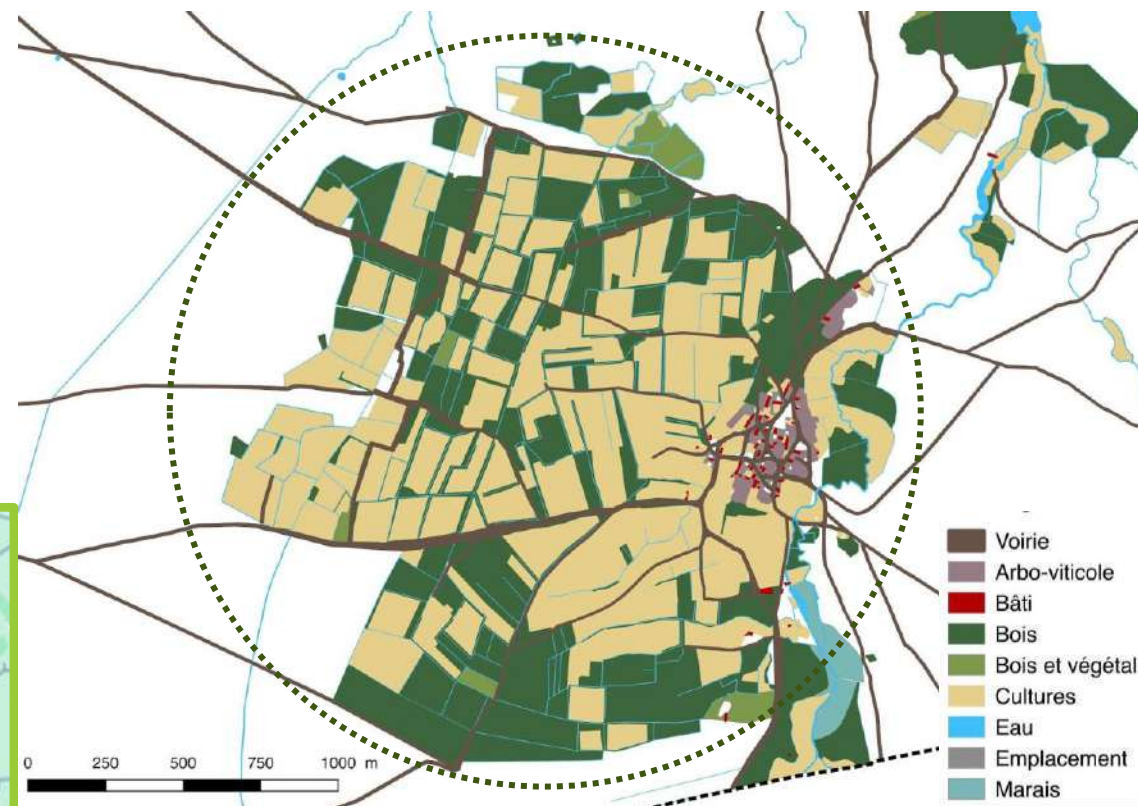 Voirie
Arbo-viticole
Bâti
Bois
Bois et végétal
Cultures
Eau
Emplacement
Marais
0 250 500 750 1000 m